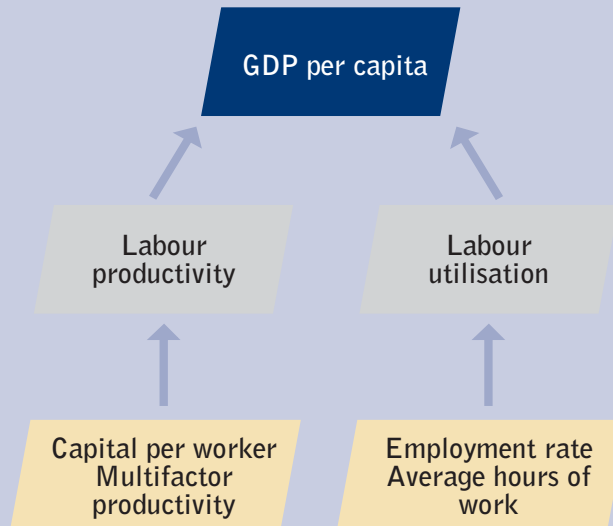 GDP per capita
Labour
productivity
Labour
utilisation
Capital per worker
Multifactor
productivity
Employment rate
Average hours of
work